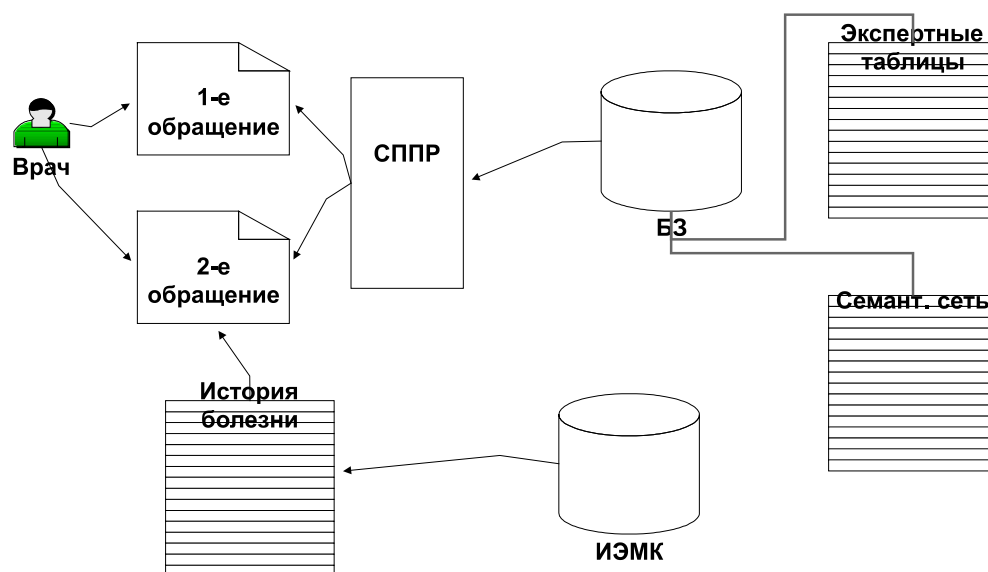 Экспертные
таблицы
1-е
обращение
СППР
Врач
БЗ
2-е
обращение
Семант. сеть
История
болезни
ИЭМК